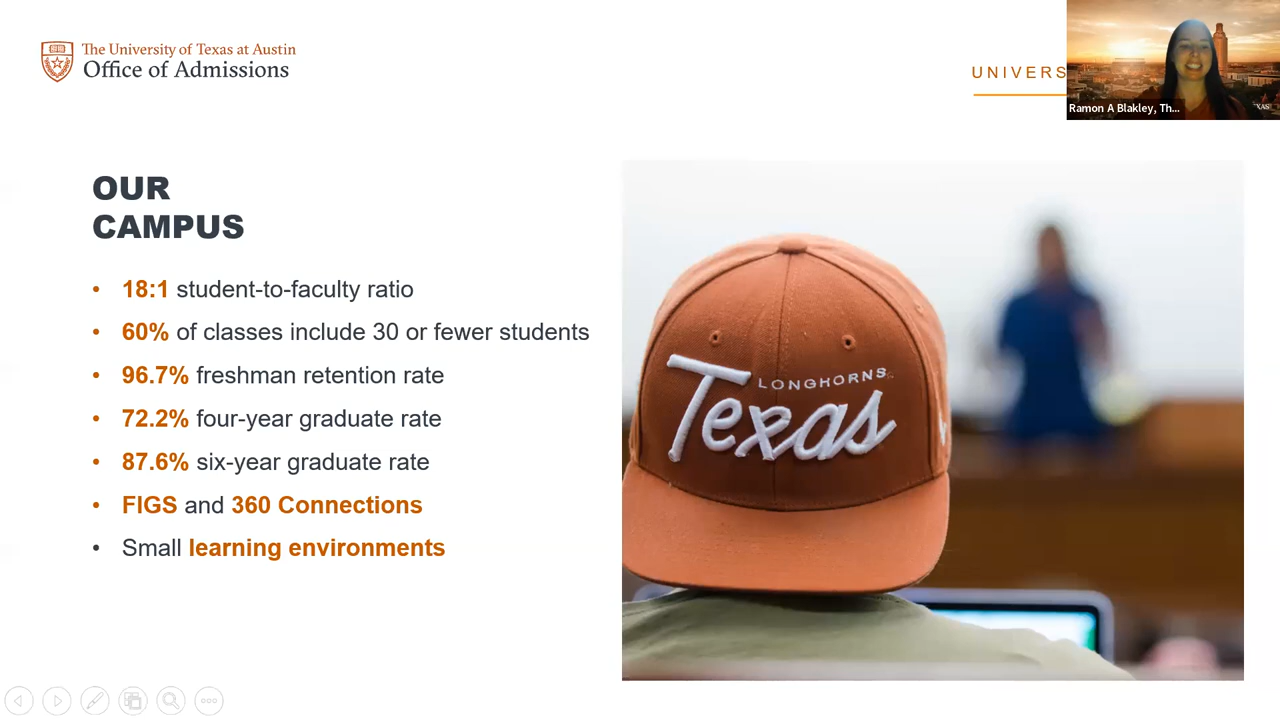 The University of Texas at Austin
Office of Admissions
UNIVERS
Ramon A Blakley, Th...
OUR
CAMPUS
• 18:1 student-to-faculty ratio
• 60% of classes include 30 or fewer students
• 96.7% freshman retention rate
• 72.2% four-year graduate rate
• 87.6% six-year graduate rate
• FIGS and 360 Connections
• Small learning environments
LONGHORNS
Texas